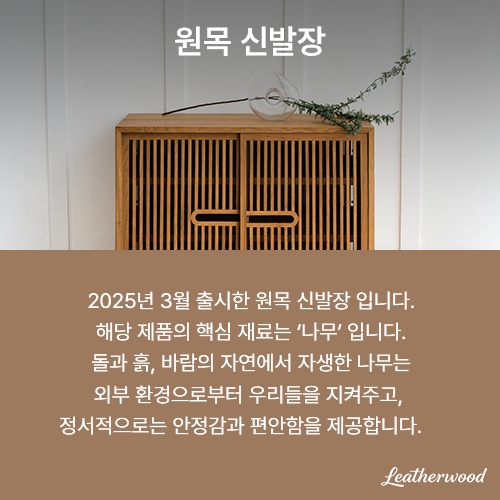 원목 신발장
2025년 3월 출시한 원목 신발장 입니다.
해당 제품의 핵심 재료는 ‘나무’ 입니다.
돌과 흙, 바람의 자연에서 자생한 나무는
외부 환경으로부터 우리들을 지켜주고,
정서적으로는 안정감과 편안함을 제공합니다.
Leatherwood